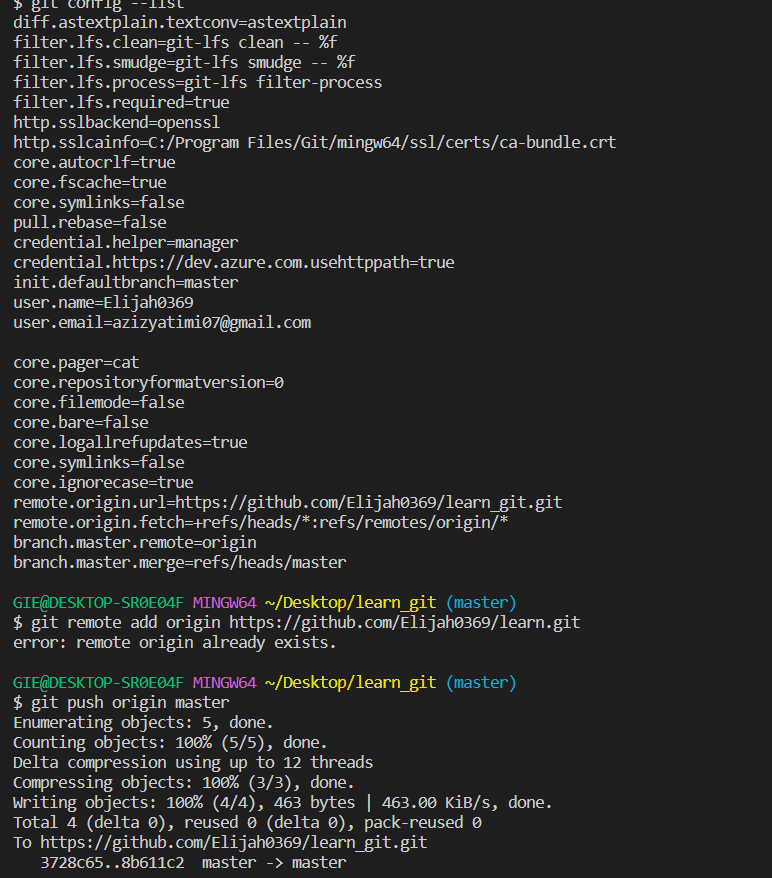 $ git config --list
diff.astextplain.textconv=astextplain
filter.lfs.clean=git-lfs clean -- %f
filter.lfs.smudge=git-lfs smudge -- %f
filter.lfs.process=git-lfs filter-process
filter.lfs.required=true
http.sslbackend=openssl
http.sslcainfo=C:/Program Files/Git/mingw64/ssl/certs/ca-bundle.crt
core.autocrlf=true
core.fscache=true
core.symlinks=false
pull.rebase=false
credential.helper=manager
credential.https://dev.azure.com.usehttppath=true
init.defaultbranch=master
user.name=Elijah0369
user.email=azizyatimi07@gmail.com
core.pager=cat
core.repositoryformatversion=0
core.filemode=false
core.bare=false
core.logallrefupdates=true
core.symlinks=false
core.ignorecase=true
remote.origin.url=https://github.com/Elijah0369/learn_git.git
remote.origin.fetch=+refs/heads/*:refs/remotes/origin/*
branch.master.remote=origin
branch.master.merge=refs/heads/master
GIE@DESKTOP-SR0E04F MINGW64 ~/Desktop/learn_git (master)
$ git remote add origin https://github.com/Elijah0369/learn.git
error: remote origin already exists.
GIE@DESKTOP-SR0E04F MINGW64 ~/Desktop/learn_git (master)
$ git push origin master
Enumerating objects: 5, done.
Counting objects: 100% (5/5), done.
Delta compression using up to 12 threads
Compressing objects: 100% (3/3), done.
Writing objects: 100% (4/4), 463 bytes | 463.00 KiB/s, done.
Total 4 (delta 0), reused 0 (delta 0), pack-reused 0
To https://github.com/Elijah0369/learn_git.git
3728c65..8b611c2  master -> master